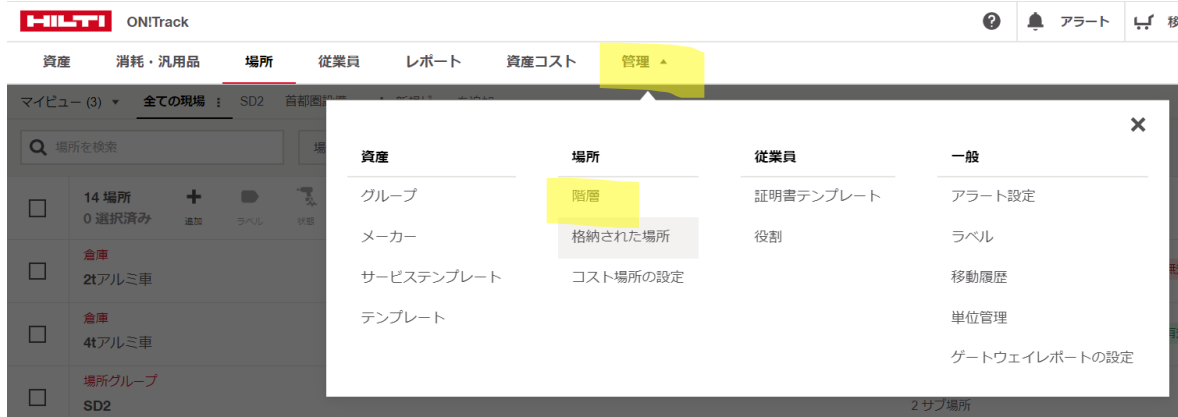 HILTI ON!Track アラート 移
資産 消耗・汎用品 場所 従業員 レポート 資産コスト 管理
マイビュー (3) 全ての現場 SD2
場所を検索
14 場所
0 選択済み
追加 ラベル 状態
倉庫
2tアルミ車
倉庫
4tアルミ車
場所グループ
SD2
2 サブ場所
資産
グループ
メーカー
サービステンプレート
テンプレート
場所
階層
格納された場所
コスト場所の設定
従業員
証明書テンプレート
役割
一般
アラート設定
ラベル
移動履歴
単位管理
ゲートウェイレポートの設定